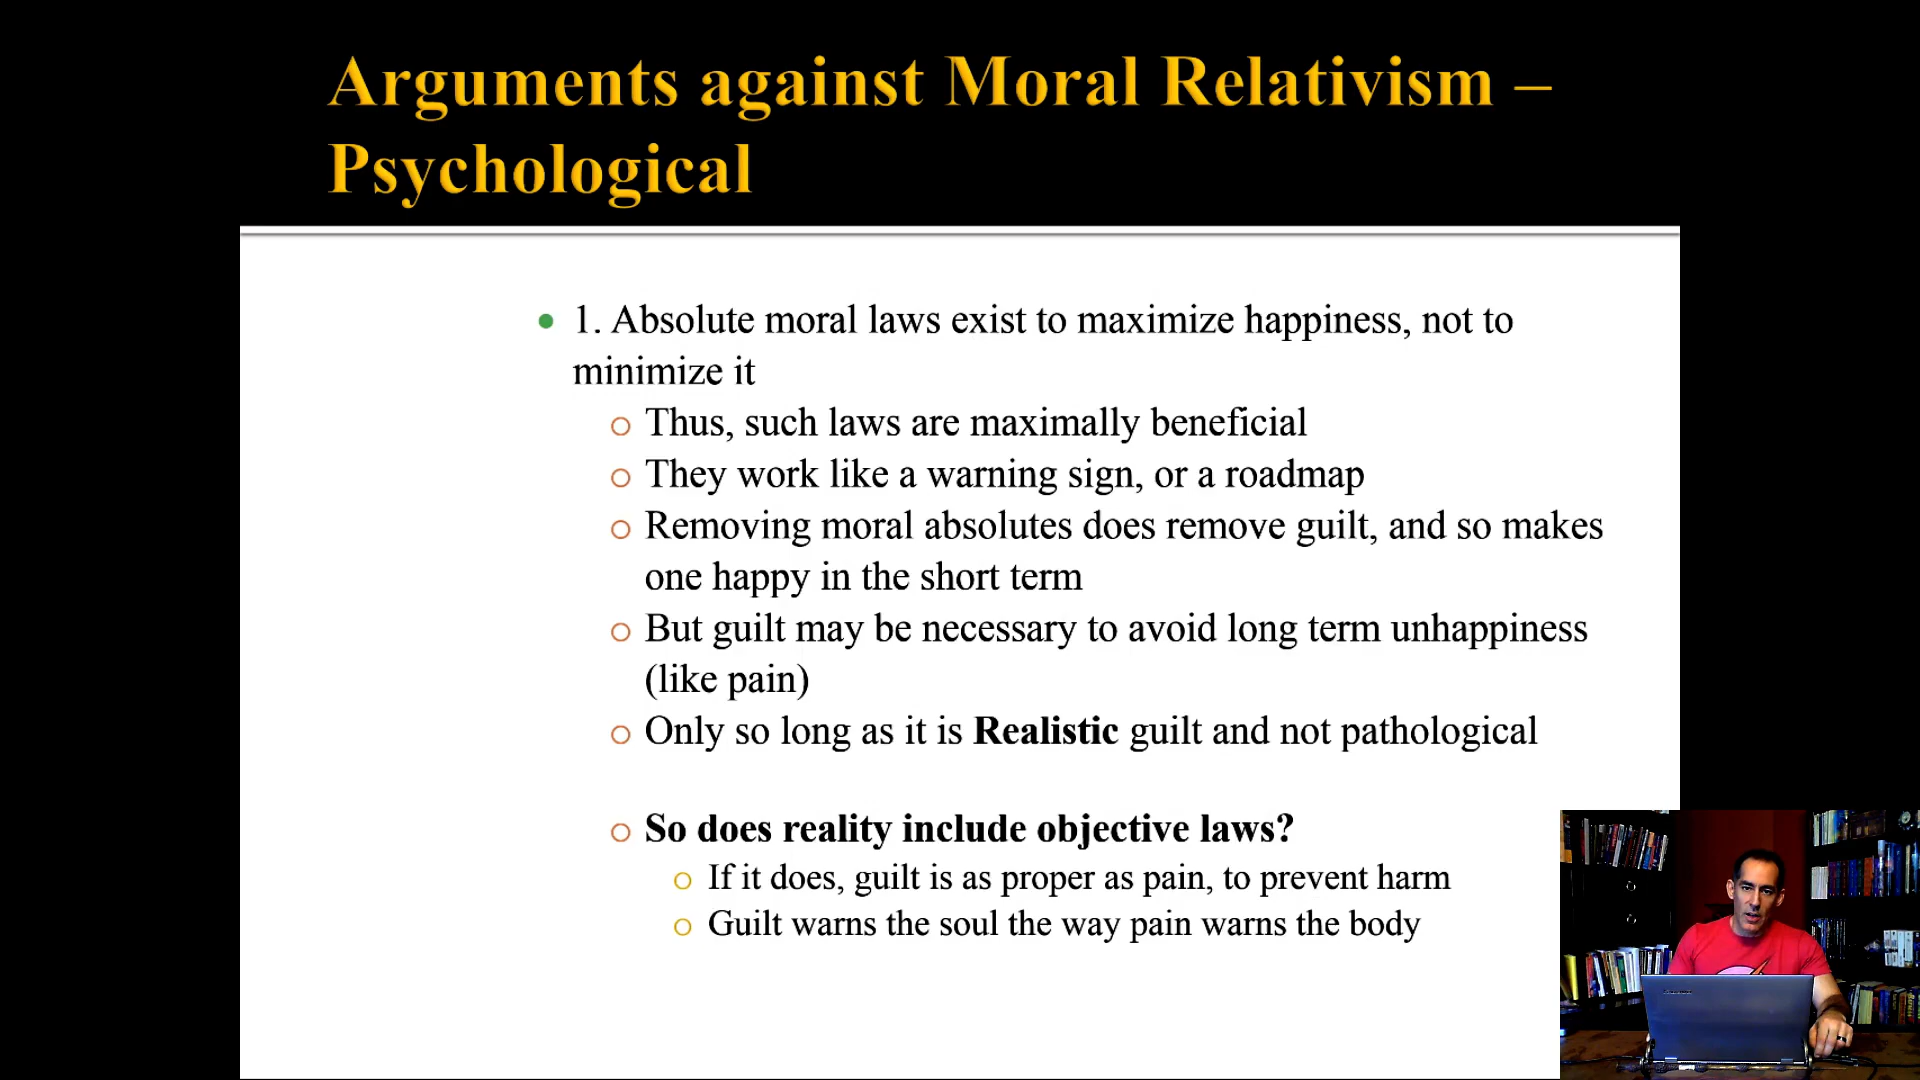 Arguments against Moral Relativism –
Psychological
• 1. Absolute moral laws exist to maximize happiness, not to
minimize it
o Thus, such laws are maximally beneficial
o They work like a warning sign, or a roadmap
o Removing moral absolutes does remove guilt, and so makes
one happy in the short term
o But guilt may be necessary to avoid long term unhappiness
(like pain)
o Only so long as it is Realistic guilt and not pathological
o So does reality include objective laws?
o If it does, guilt is as proper as pain, to prevent harm
o Guilt warns the soul the way pain warns the body